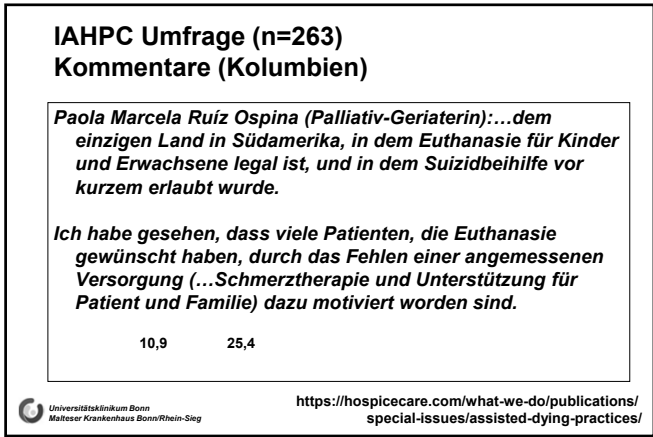 IAHPC Umfrage (n=263)
Kommentare (Kolumbien)
Paola Marcela Ruíz Ospina (Palliativ-Geriaterin):…dem
einzigen Land in Südamerika, in dem Euthanasie für Kinder
und Erwachsene legal ist, und in dem Suizidbeihilfe vor
kurzem erlaubt wurde.
Ich habe gesehen, dass viele Patienten, die Euthanasie
gewünscht haben, durch das Fehlen einer angemessenen
Versorgung (…Schmerztherapie und Unterstützung für
Patient und Familie) dazu motiviert worden sind.
10,9 25,4
Universitätsklinikum Bonn
Malteser Krankenhaus Bonn/Rhein-Sieg
https://hospicecare.com/what-we-do/publications/
special-issues/assisted-dying-practices/